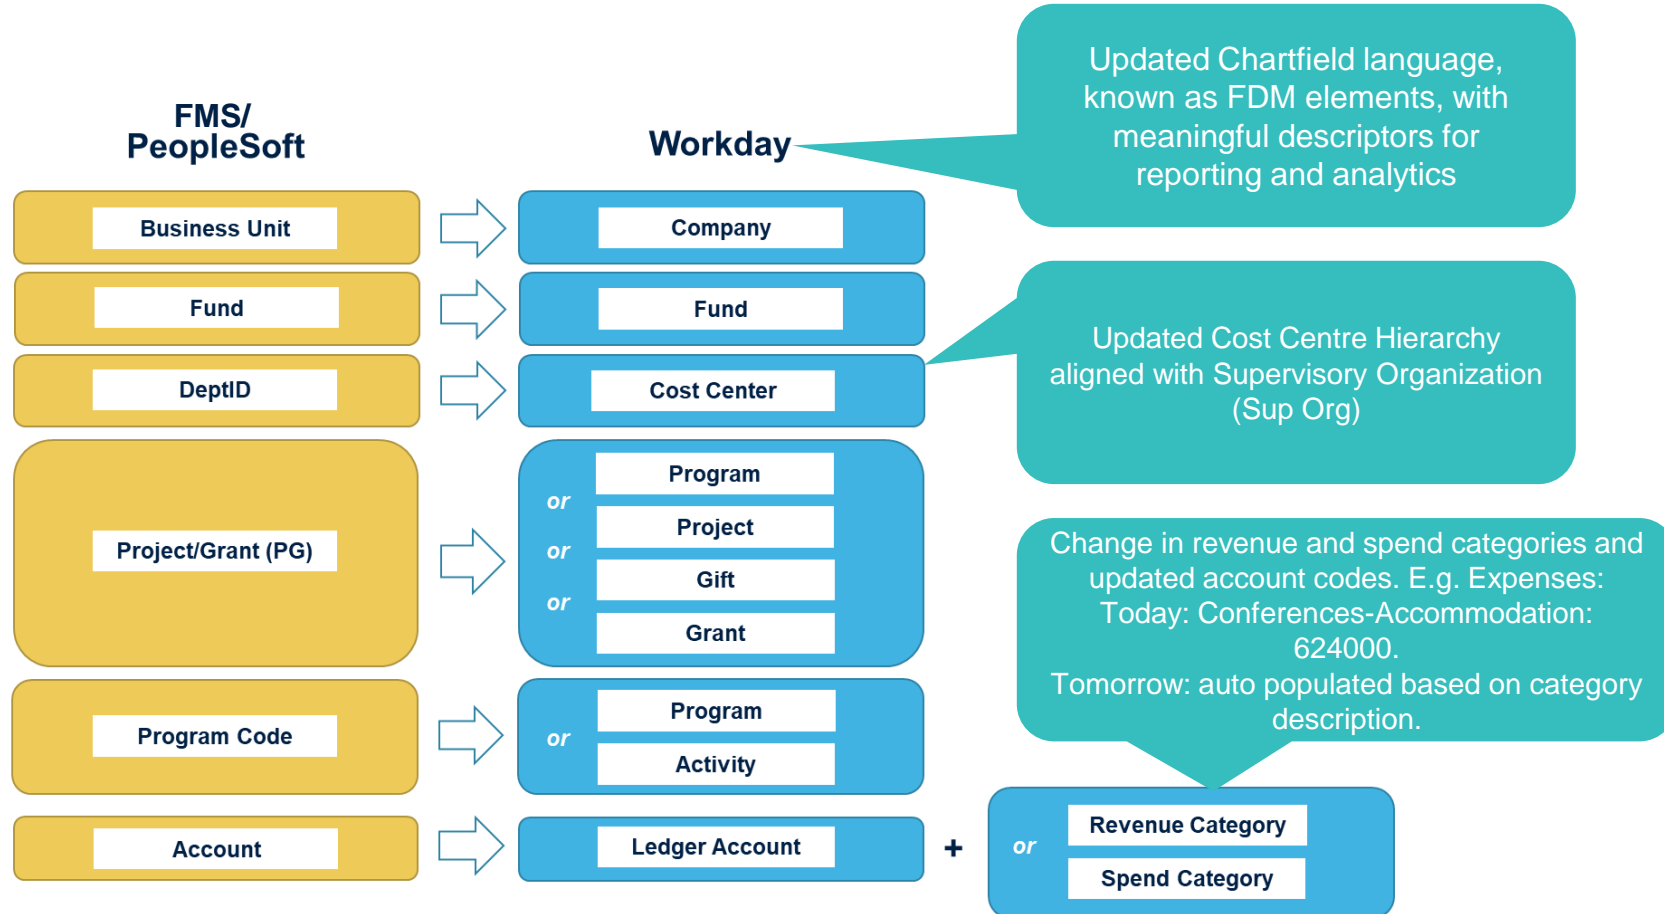 FMS/
PeopleSoft
Workday
Updated Chartfield language,
known as FDM elements, with
meaningful descriptors for
reporting and analytics
Business Unit
Company
Fund
Fund
Updated Cost Centre Hierarchy
aligned with Supervisory Organization
(Sup Org)
DeptID
Cost Center
Project/Grant (PG)
Program
or
Project
or
Gift
or
Grant
Change in revenue and spend categories and
updated account codes. E.g. Expenses:
Today: Conferences-Accommodation:
624000.
Tomorrow: auto populated based on category
description.
Program Code
Program
or
Activity
Account
Ledger Account
+
Revenue Category
or
Spend Category